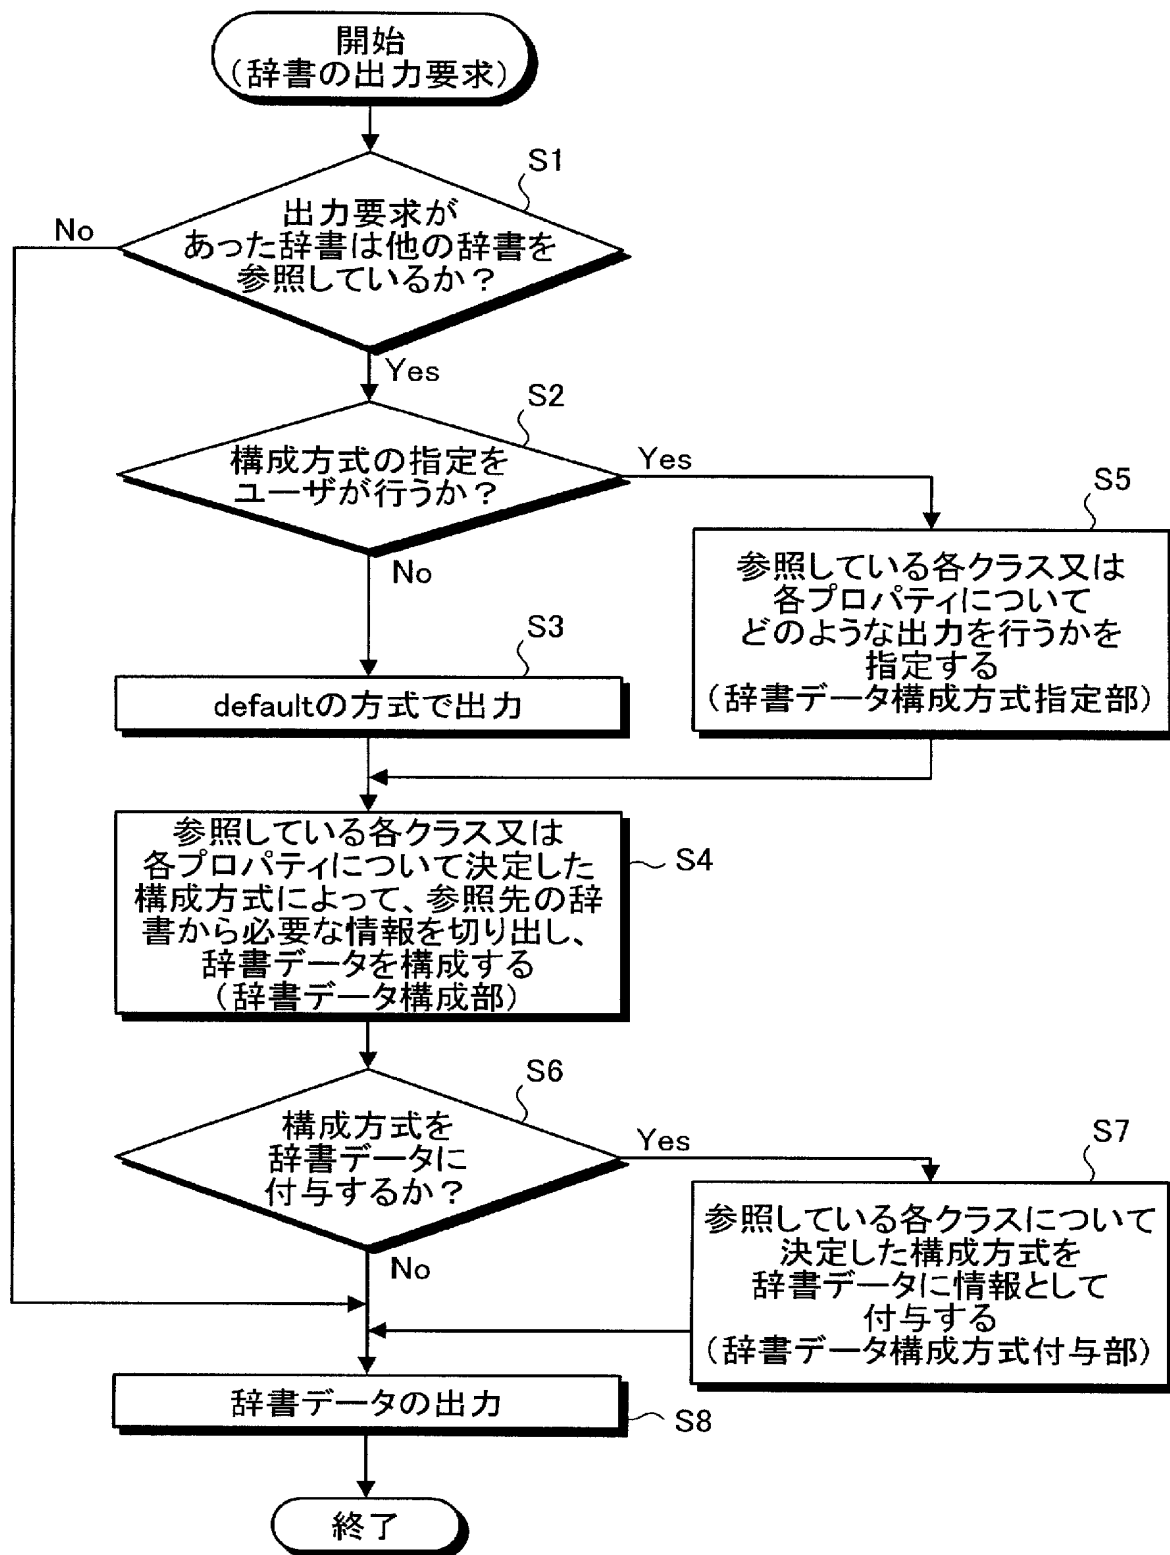 開始
（辞書の出力要求）
S1
出力要求が
あった辞書は他の辞書を
参照しているか？
No
Yes
S2
構成方式の指定を
ユーザが行うか？
Yes
No
S5
参照している各クラス又は
各プロパティについて
どのような出力を行うかを
指定する
（辞書データ構成方式指定部）
S3
defaultの方式で出力
参照している各クラス又は
各プロパティについて決定した
構成方式によって、参照先の辞
書から必要な情報を切り出し、
辞書データを構成する
（辞書データ構成部）
S4
S6
構成方式を
辞書データに
付与するか？
Yes
No
S7
参照している各クラスについて
決定した構成方式を
辞書データに情報として
付与する
（辞書データ構成方式付与部）
辞書データの出力
S8
終了